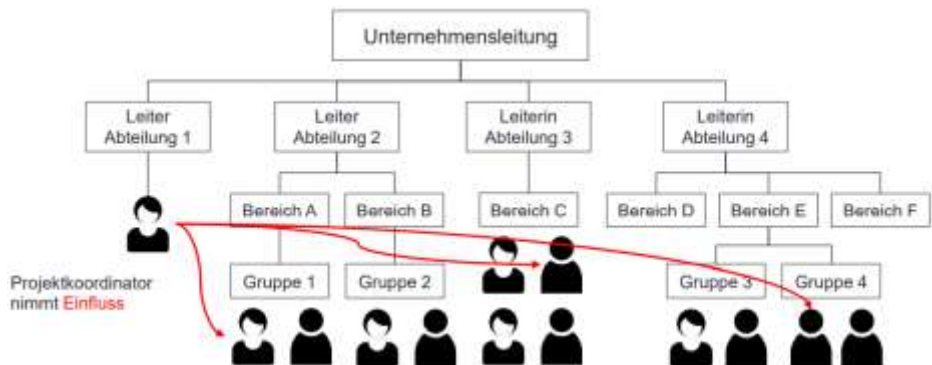 Unternehmensleitung
Leiter
Abteilung 1
Leiter
Abteilung 2
Leiterin
Abteilung 3
Leiterin
Abteilung 4
Bereich A
Bereich B
Bereich C
Bereich D
Bereich E
Bereich F
Projektkoordinator
nimmt Einfluss
Gruppe 1
Gruppe 2
Gruppe 3
Gruppe 4